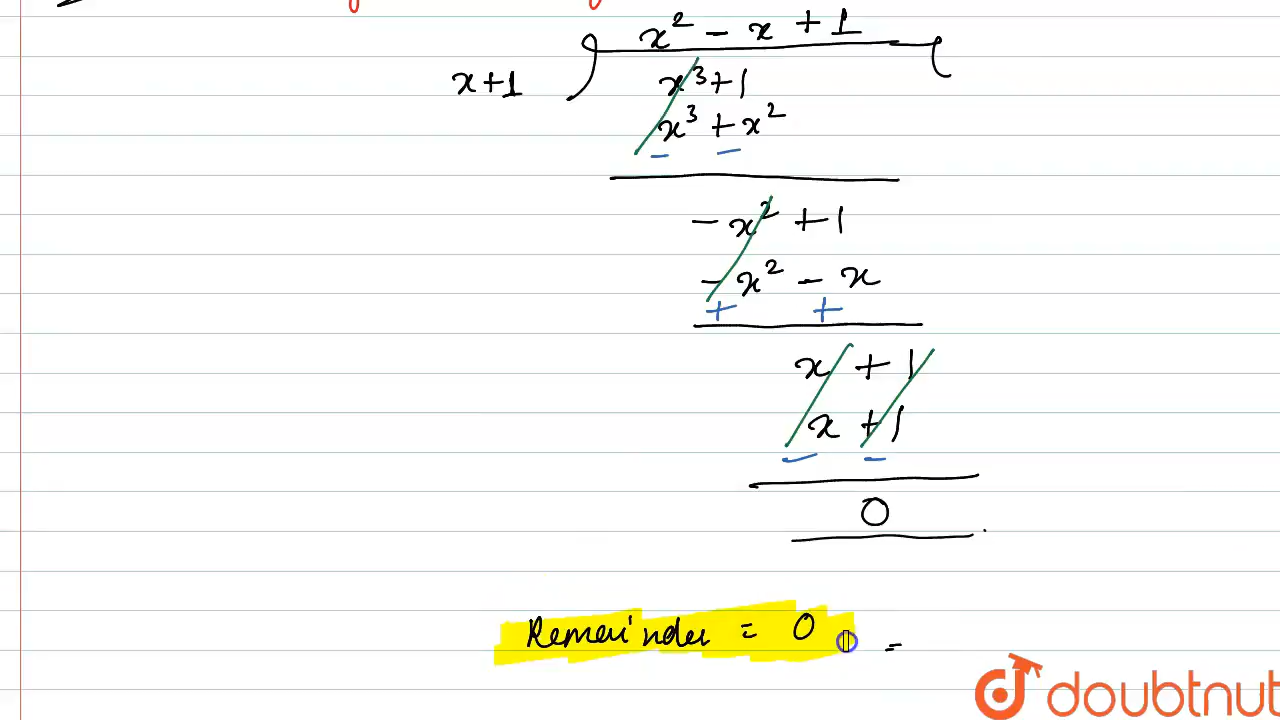 x² - x + 1
x+1 x³+1
x³ + x²
- -
- x² + 1
- x² - x
+ +
x + 1
x + 1
- -
0
Remainder = 0 =
doubtnut